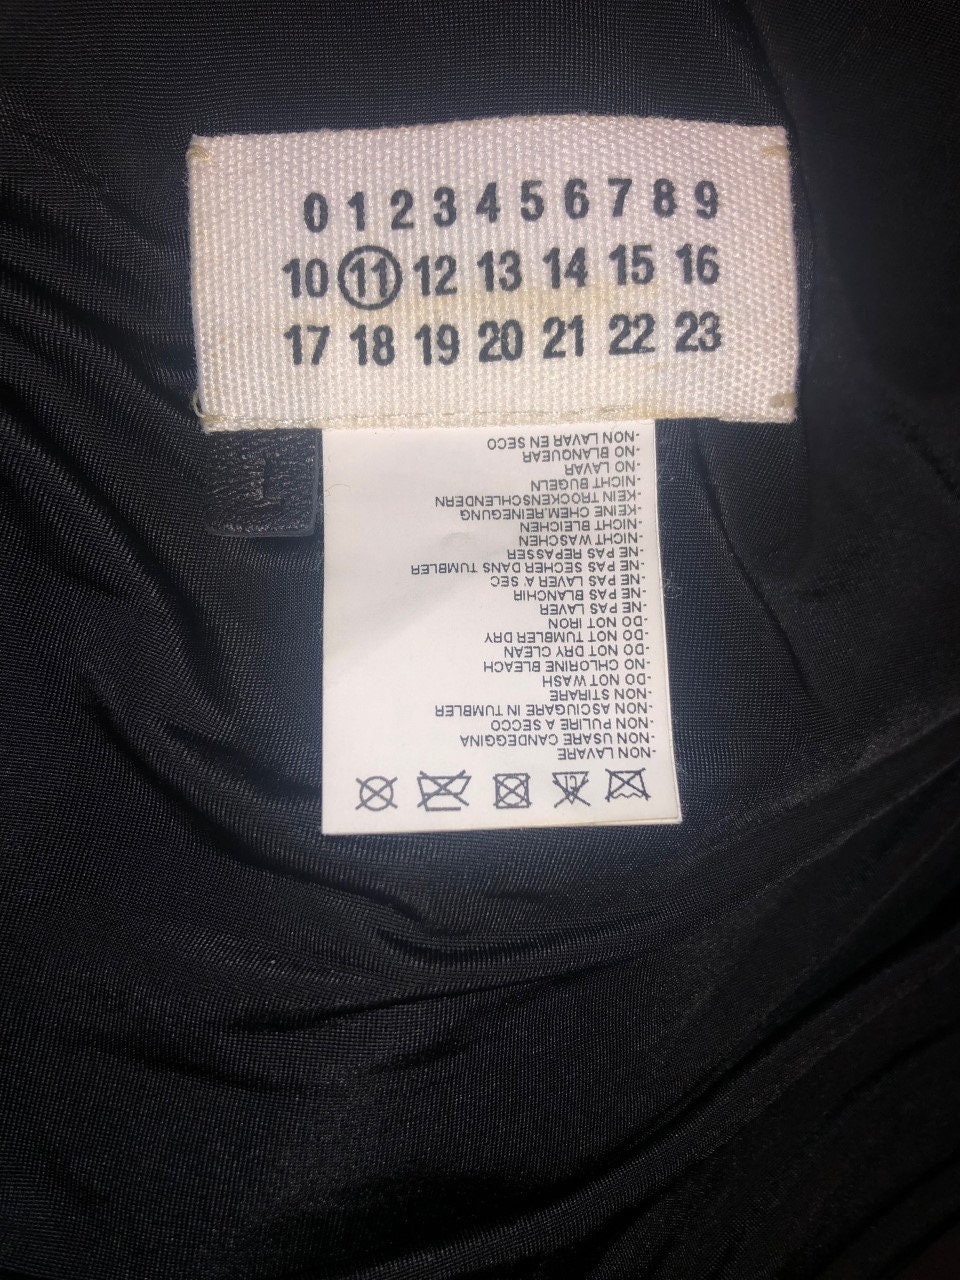 0 1 2 3 4 5 6 7 8 9
10 11 12 13 14 15 16
17 18 19 20 21 22 23
CL
-NON LAVARE
-NON USARE CANDEGGINA
-NON PULIRE A SECCO
-NON ASCIUGARE IN TUMBLER
-NON STIRARE
-DO NOT WASH
-NO CHLORINE BLEACH
-DO NOT DRY CLEAN
-DO NOT TUMBLER DRY
-DO NOT IRON
-NE PAS LAVER
-NE PAS BLANCHIR
-NE PAS LAVER A SEC
-NE PAS SECHER DANS TUMBLER
-NE PAS REPASSER
-NICHT WASCHEN
-NICHT BLEICHEN
-KEINE CHEM.REINEGUNG
-KEIN TROCKENSCHLENDERN
-NICHT BUGELN
-NO LAVAR
-NO BLANQUEAR
-NON LAVAR EN SECO